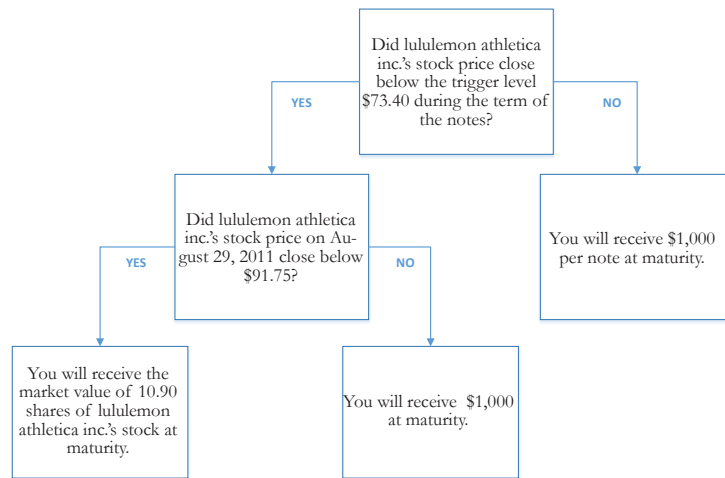 Did lululemon athletica
inc.'s stock price close
below the trigger level
$73.40 during the term of
the notes?
YES
NO
Did lululemon athletica
inc.'s stock price on Au-
gust 29, 2011 close below
$91.75?
You will receive $1,000
per note at maturity.
YES
NO
You will receive the
market value of 10.90
shares of lululemon
athletica inc.'s stock at
maturity.
You will receive $1,000
at maturity.